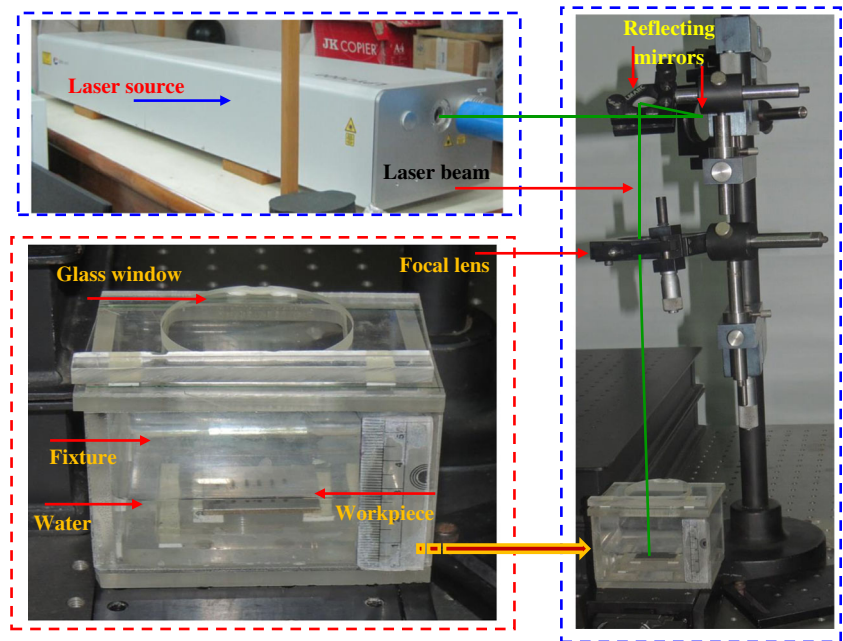 JK COPIER
Laser source
Reflecting
mirrors
Laser beam
Focal lens
Glass window
Fixture
Water
Workpiece